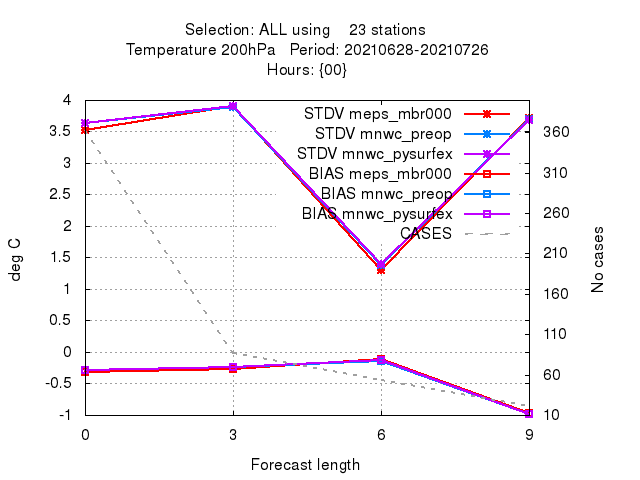 Selection: ALL using 23 stations
Temperature 200hPa Period: 20210628-20210726
Hours: {00}
STDV meps_mbr000
STDV mnwc_preop
STDV mnwc_pysurfex
BIAS meps_mbr000
BIAS mnwc_preop
BIAS mnwc_pysurfex
CASES
deg C
4
3.5
3
2.5
2
1.5
1
0.5
0
-0.5
-1
360
310
260
210
160
110
60
10
No cases
0 3 6 9
Forecast length